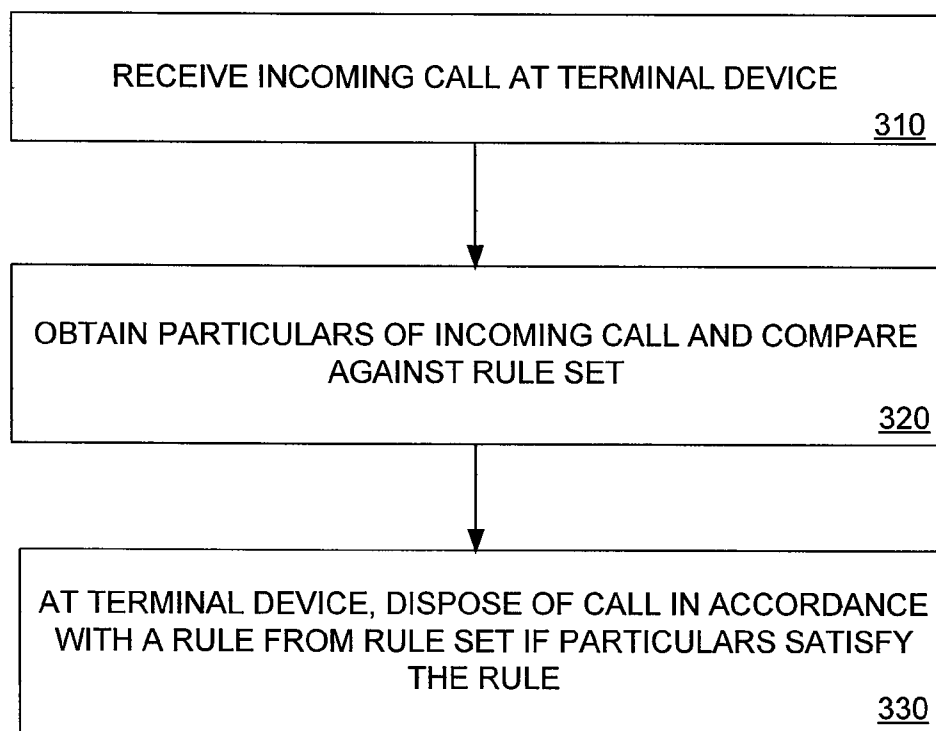 RECEIVE INCOMING CALL AT TERMINAL DEVICE
310
OBTAIN PARTICULARS OF INCOMING CALL AND COMPARE
AGAINST RULE SET
320
AT TERMINAL DEVICE, DISPOSE OF CALL IN ACCORDANCE
WITH A RULE FROM RULE SET IF PARTICULARS SATISFY
THE RULE
330